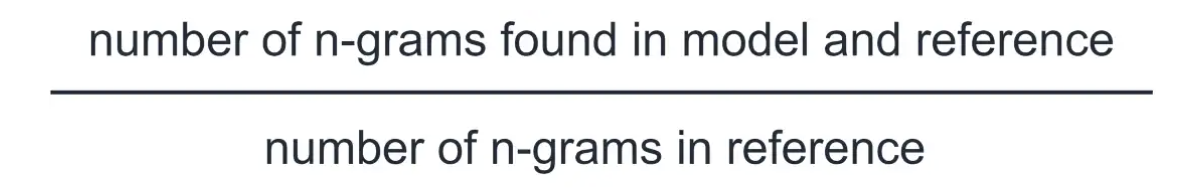 number of n-grams found in model and reference
number of n-grams in reference